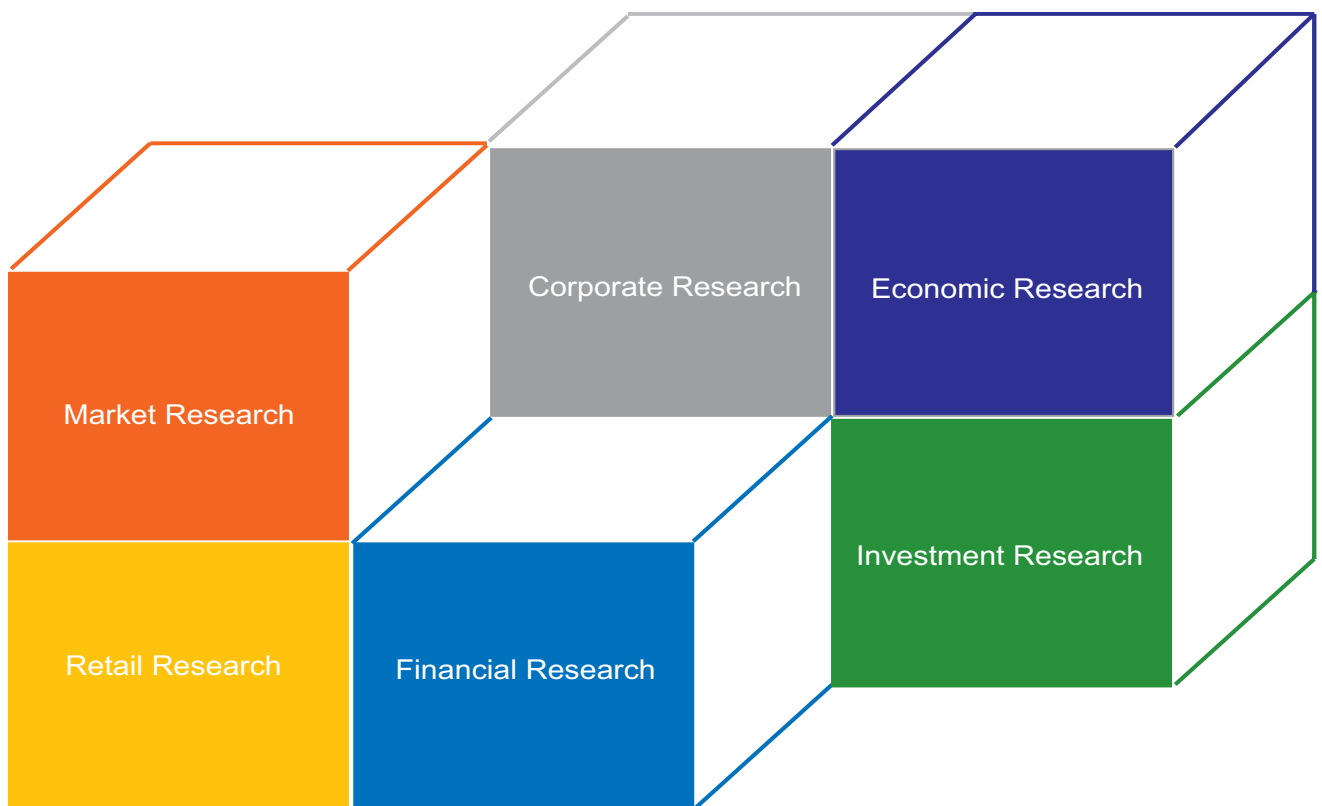 Corporate Research
Economic Research
Market Research
Investment Research
Retail Research
Financial Research